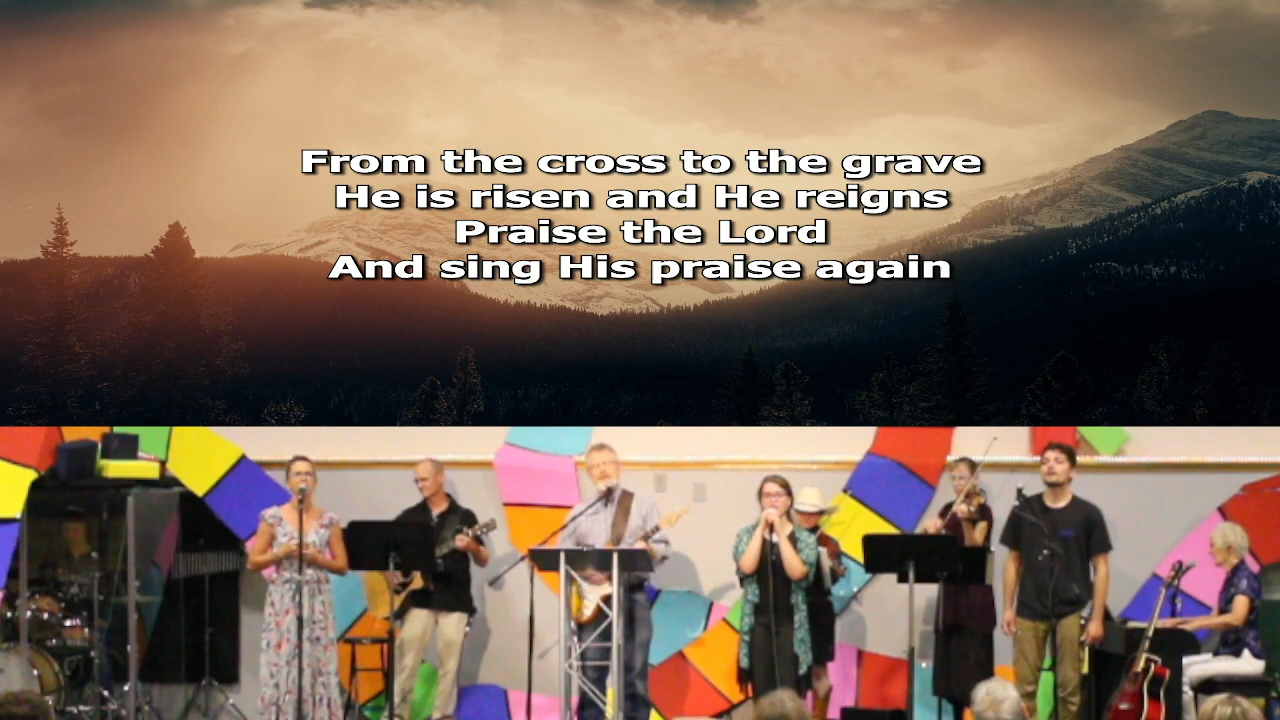 From the cross to the grave
He is risen and He reigns
Praise the Lord
And sing His praise again